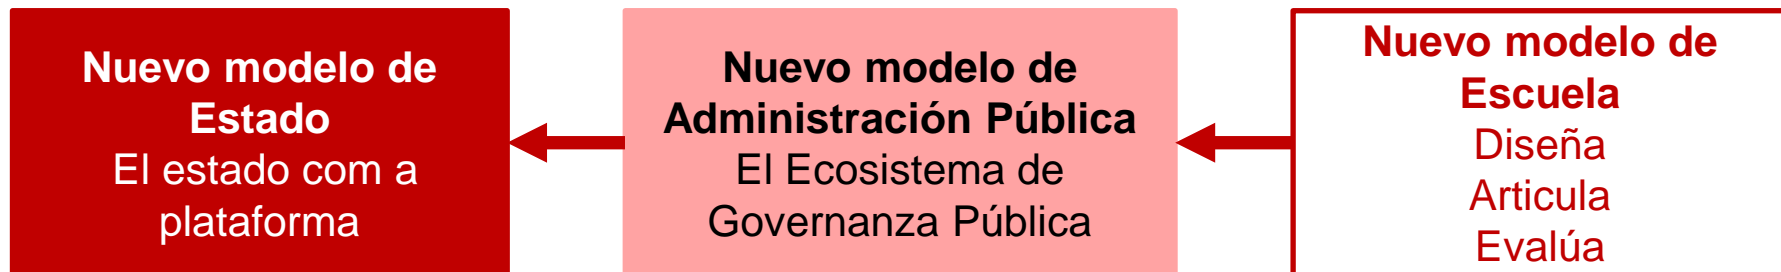 Nuevo modelo de
Estado
El estado com a
plataforma
Nuevo modelo de
Administración Pública
El Ecosistema de
Governanza Pública
Nuevo modelo de
Escuela
Diseña
Articula
Evalúa